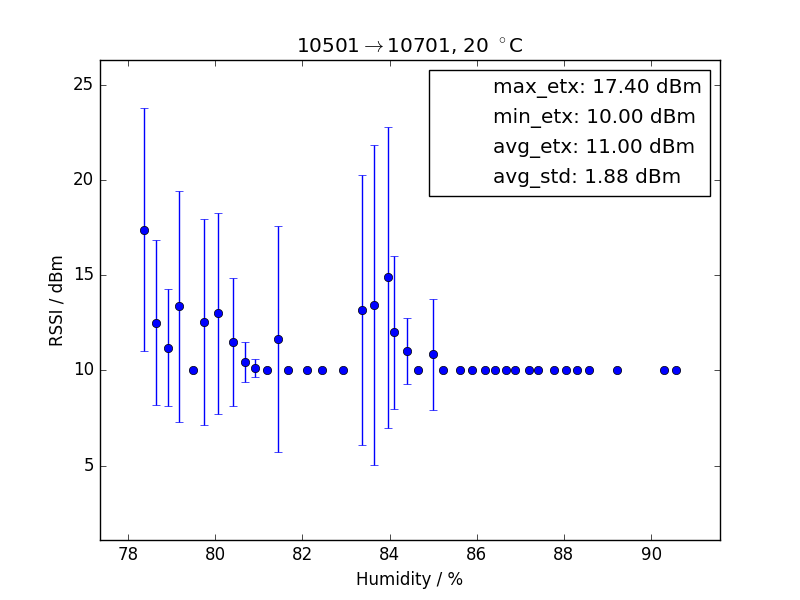 10501→10701, 20 °C
max_etx: 17.40 dBm
min_etx: 10.00 dBm
avg_etx: 11.00 dBm
avg_std: 1.88 dBm
RSSI / dBm
25
20
15
10
5
78 80 82 84 86 88 90
Humidity / %